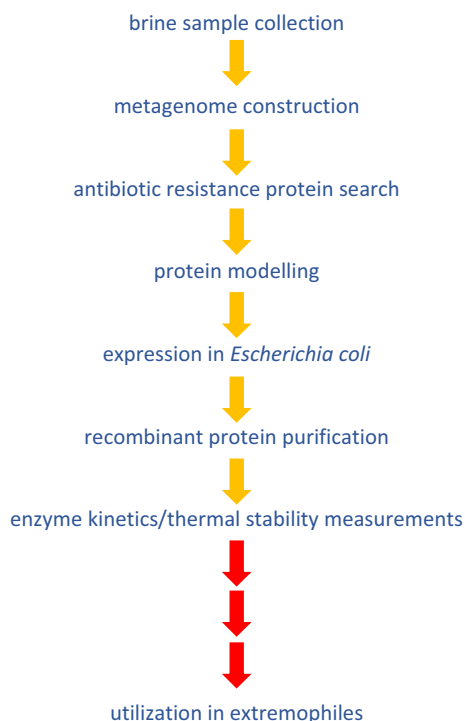 brine sample collection
metagenome construction
antibiotic resistance protein search
protein modelling
expression in Escherichia coli
recombinant protein purification
enzyme kinetics/thermal stability measurements
utilization in extremophiles